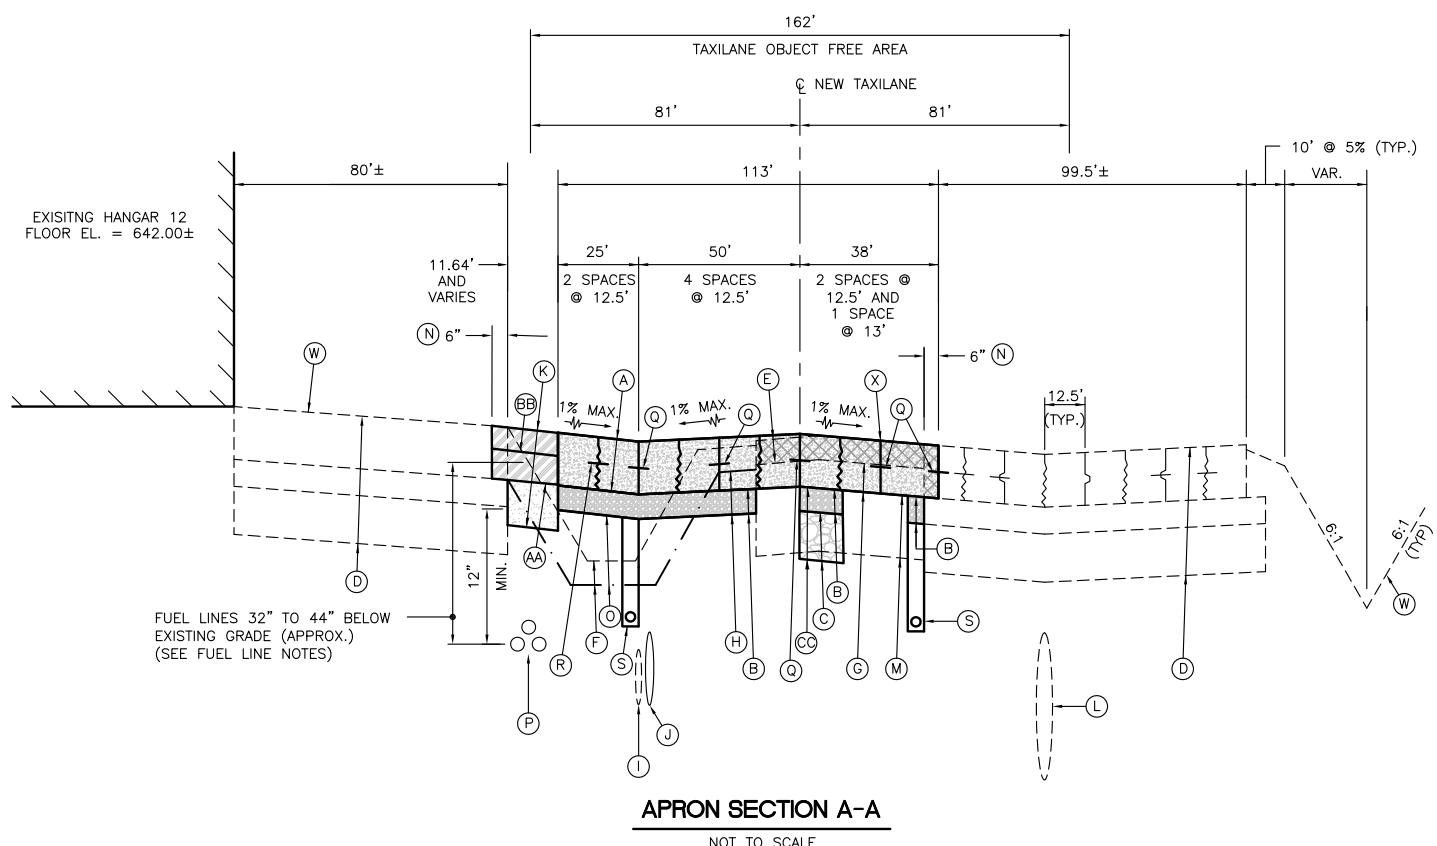 162'
TAXILANE OBJECT FREE AREA
℄ NEW TAXILANE
81'
81'
10' @ 5% (TYP.)
80'±
113'
99.5'±
VAR.
EXISITNG HANGAR 12
FLOOR EL. = 642.00±
25'
50'
38'
11.64'
AND
VARIES
2 SPACES
@ 12.5'
4 SPACES
@ 12.5'
2 SPACES @
12.5' AND
1 SPACE
@ 13'
N 6"
6" N
W
K
A
E
X
BB
1% MAX.
Q
1% MAX.
Q
1% MAX.
Q
12.5'
(TYP.)
6:1
6:1
(TYP)
12"
MIN.
AA
D
B
B
W
FUEL LINES 32" TO 44" BELOW
EXISTING GRADE (APPROX.)
(SEE FUEL LINE NOTES)
O
C
S
R
F
S
H
B
Q
CC
G
M
D
P
J
L
I
APRON SECTION A-A
NOT TO SCALE